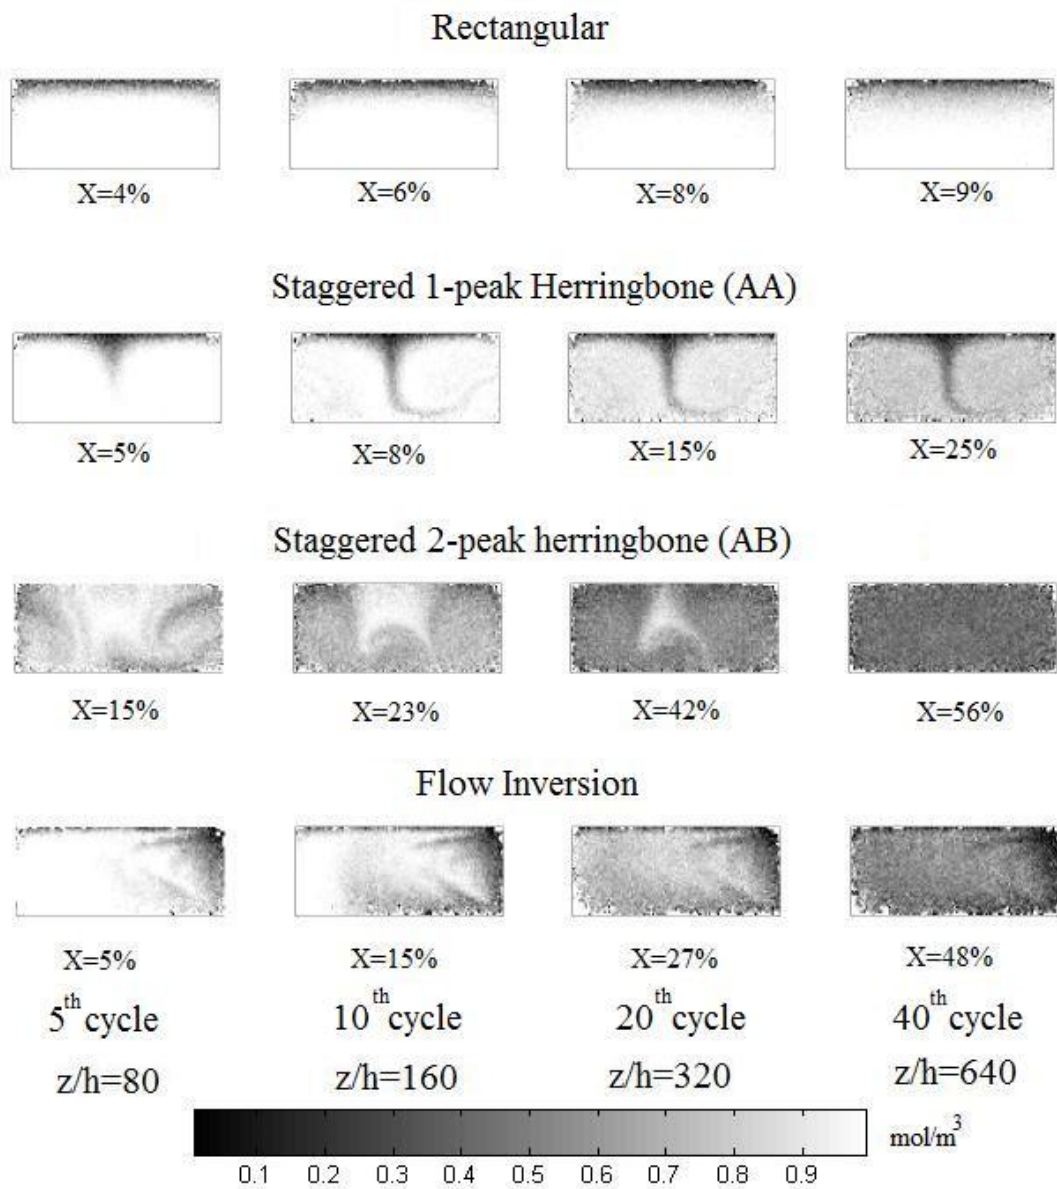 Rectangular
X=4% X=6% X=8% X=9%
Staggered 1-peak Herringbone (AA)
X=5% X=8% X=15% X=25%
Staggered 2-peak herringbone (AB)
X=15% X=23% X=42% X=56%
Flow Inversion
X=5% X=15% X=27% X=48%
5th cycle 10th cycle 20th cycle 40th cycle
z/h=80 z/h=160 z/h=320 z/h=640
mol/m3
0.1 0.2 0.3 0.4 0.5 0.6 0.7 0.8 0.9